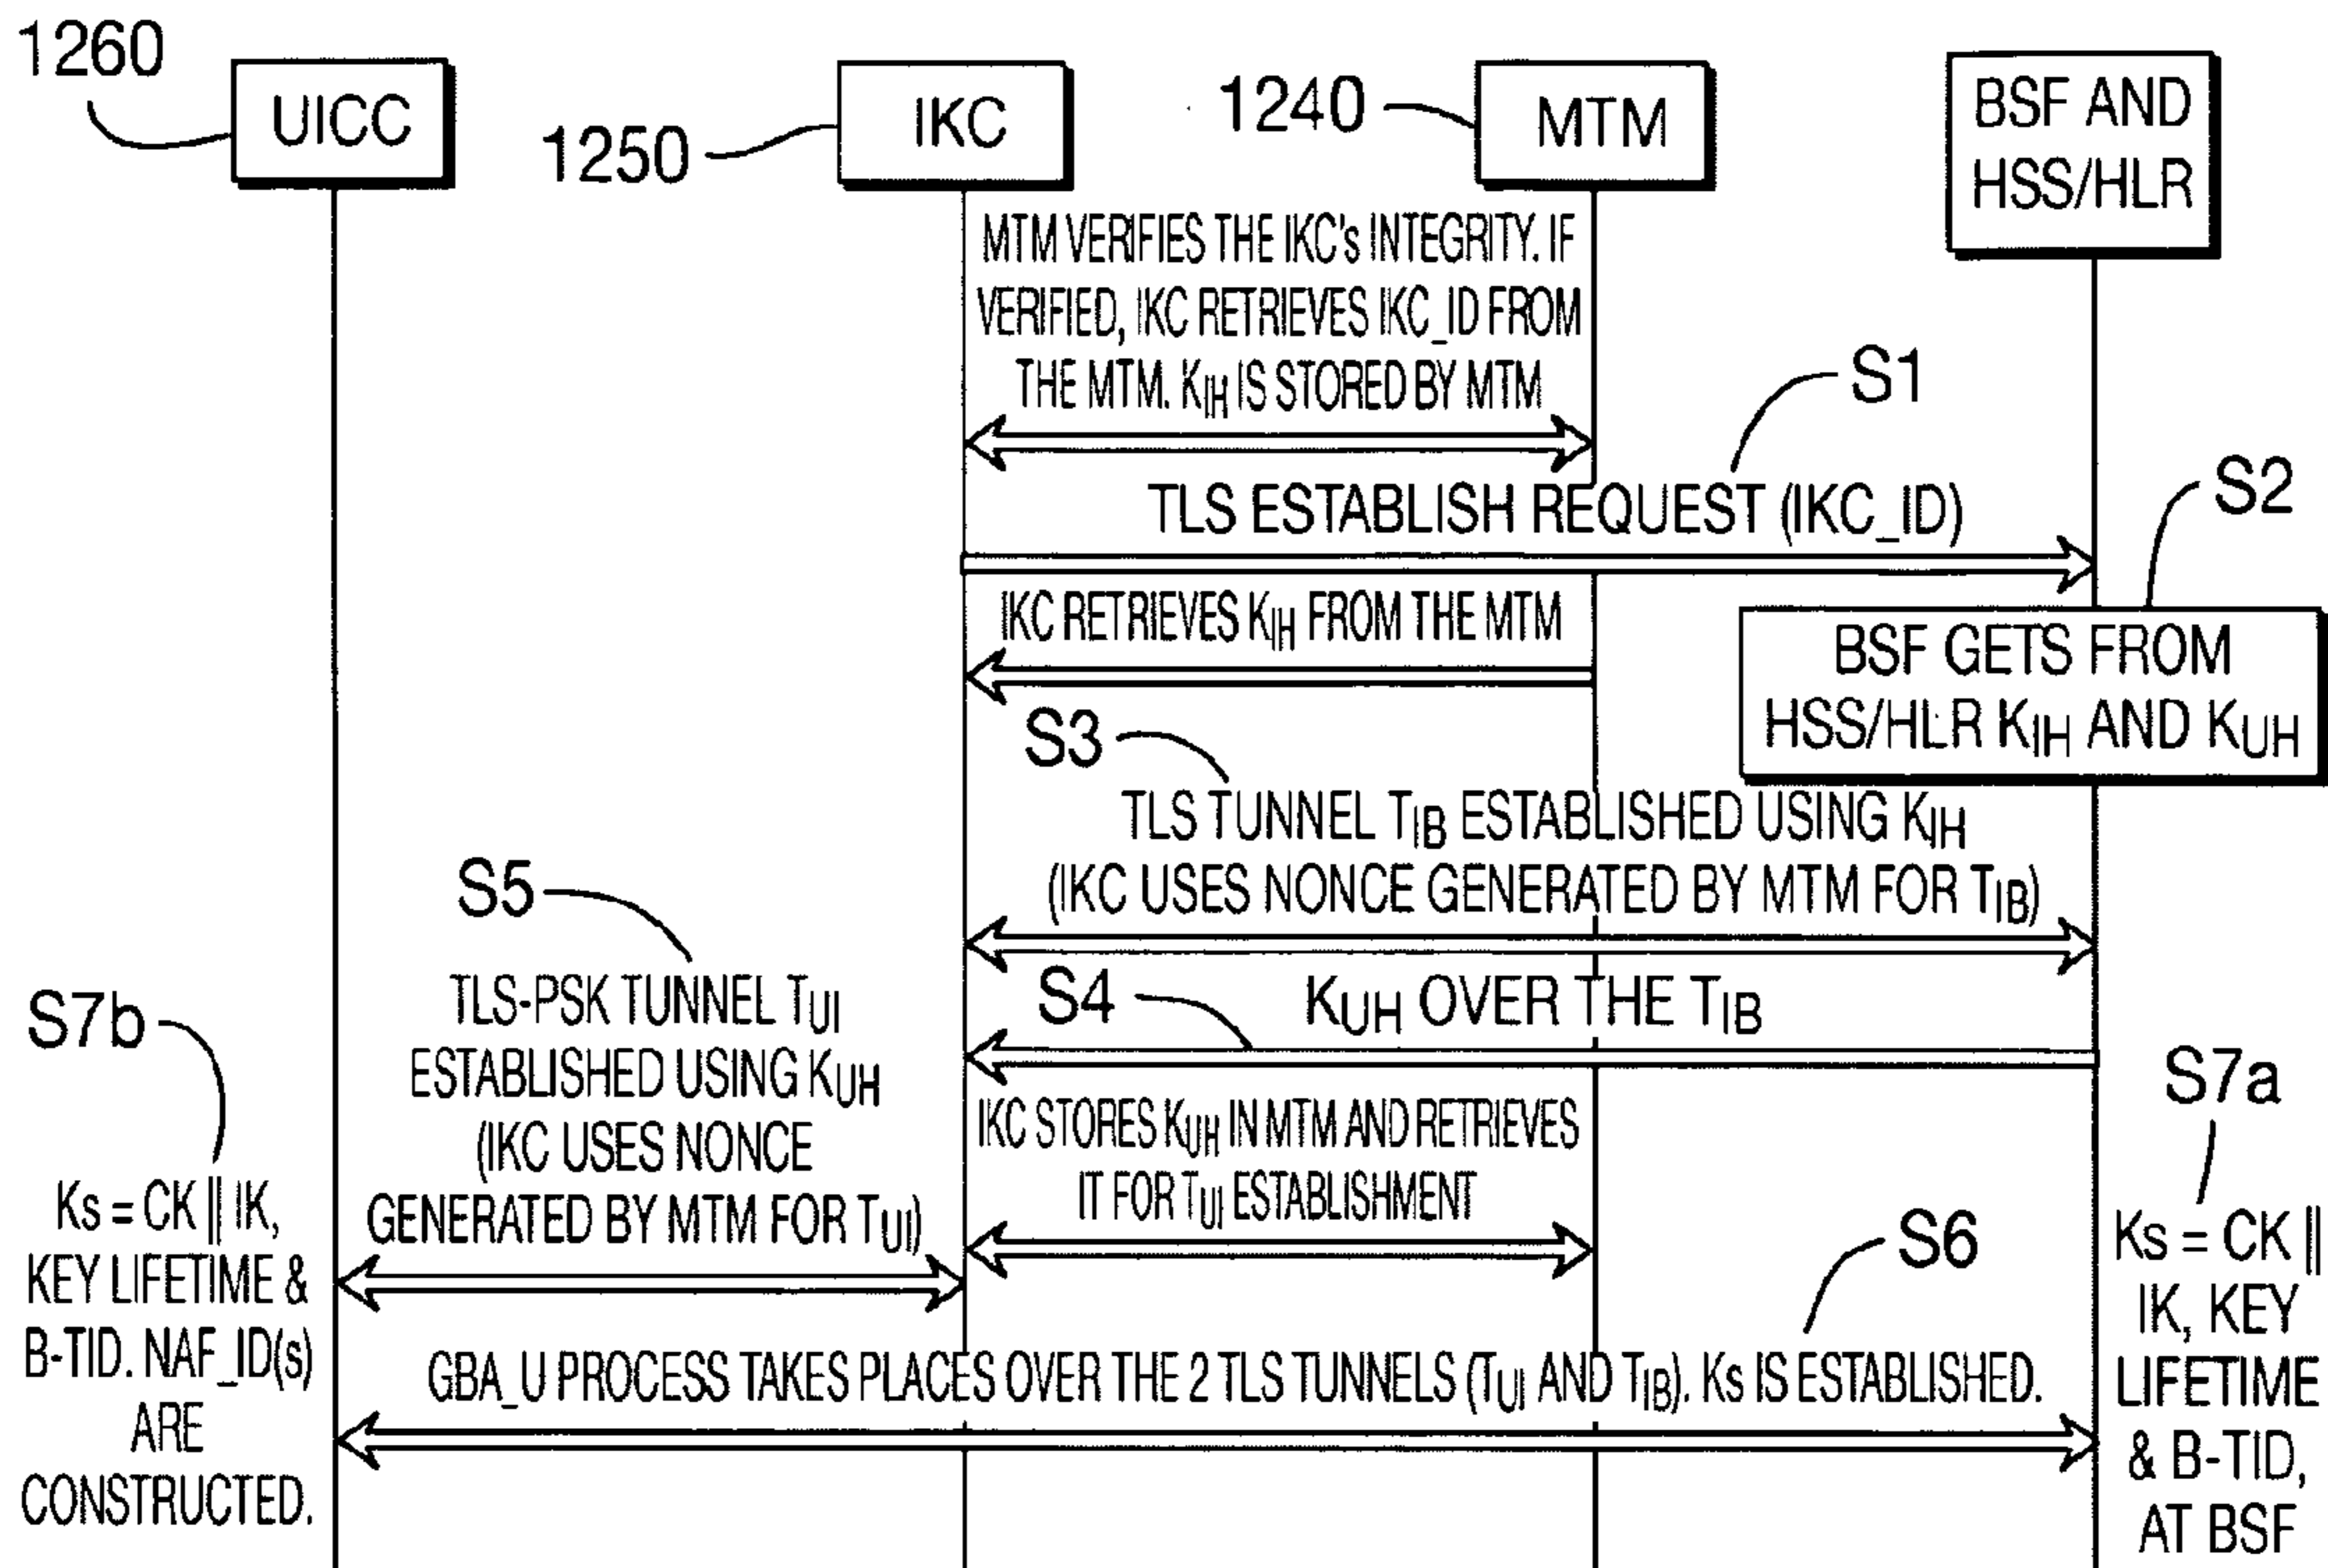 1260
UICC
1250
IKC
1240
MTM
BSF AND
HSS/HLR
MTM VERIFIES THE IKC's INTEGRITY. IF
VERIFIED, IKC RETRIEVES IKC_ID FROM
THE MTM. KIH IS STORED BY MTM
S1
TLS ESTABLISH REQUEST (IKC_ID)
S2
IKC RETRIEVES KIH FROM THE MTM
BSF GETS FROM
HSS/HLR KIH AND KUH
S3
TLS TUNNEL TIB ESTABLISHED USING KIH
(IKC USES NONCE GENERATED BY MTM FOR TIB)
S4
KUH OVER THE TIB
S5
TLS-PSK TUNNEL TUI
ESTABLISHED USING KUH
(IKC USES NONCE
GENERATED BY MTM FOR TUI)
IKC STORES KUH IN MTM AND RETRIEVES
IT FOR TUI ESTABLISHMENT
S6
GBA_U PROCESS TAKES PLACES OVER THE 2 TLS TUNNELS (TUI AND TIB). Ks IS ESTABLISHED.
S7b
Ks = CK || IK,
KEY LIFETIME &
B-TID. NAF_ID(s)
ARE
CONSTRUCTED.
S7a
Ks = CK ||
IK, KEY
LIFETIME
& B-TID,
AT BSF